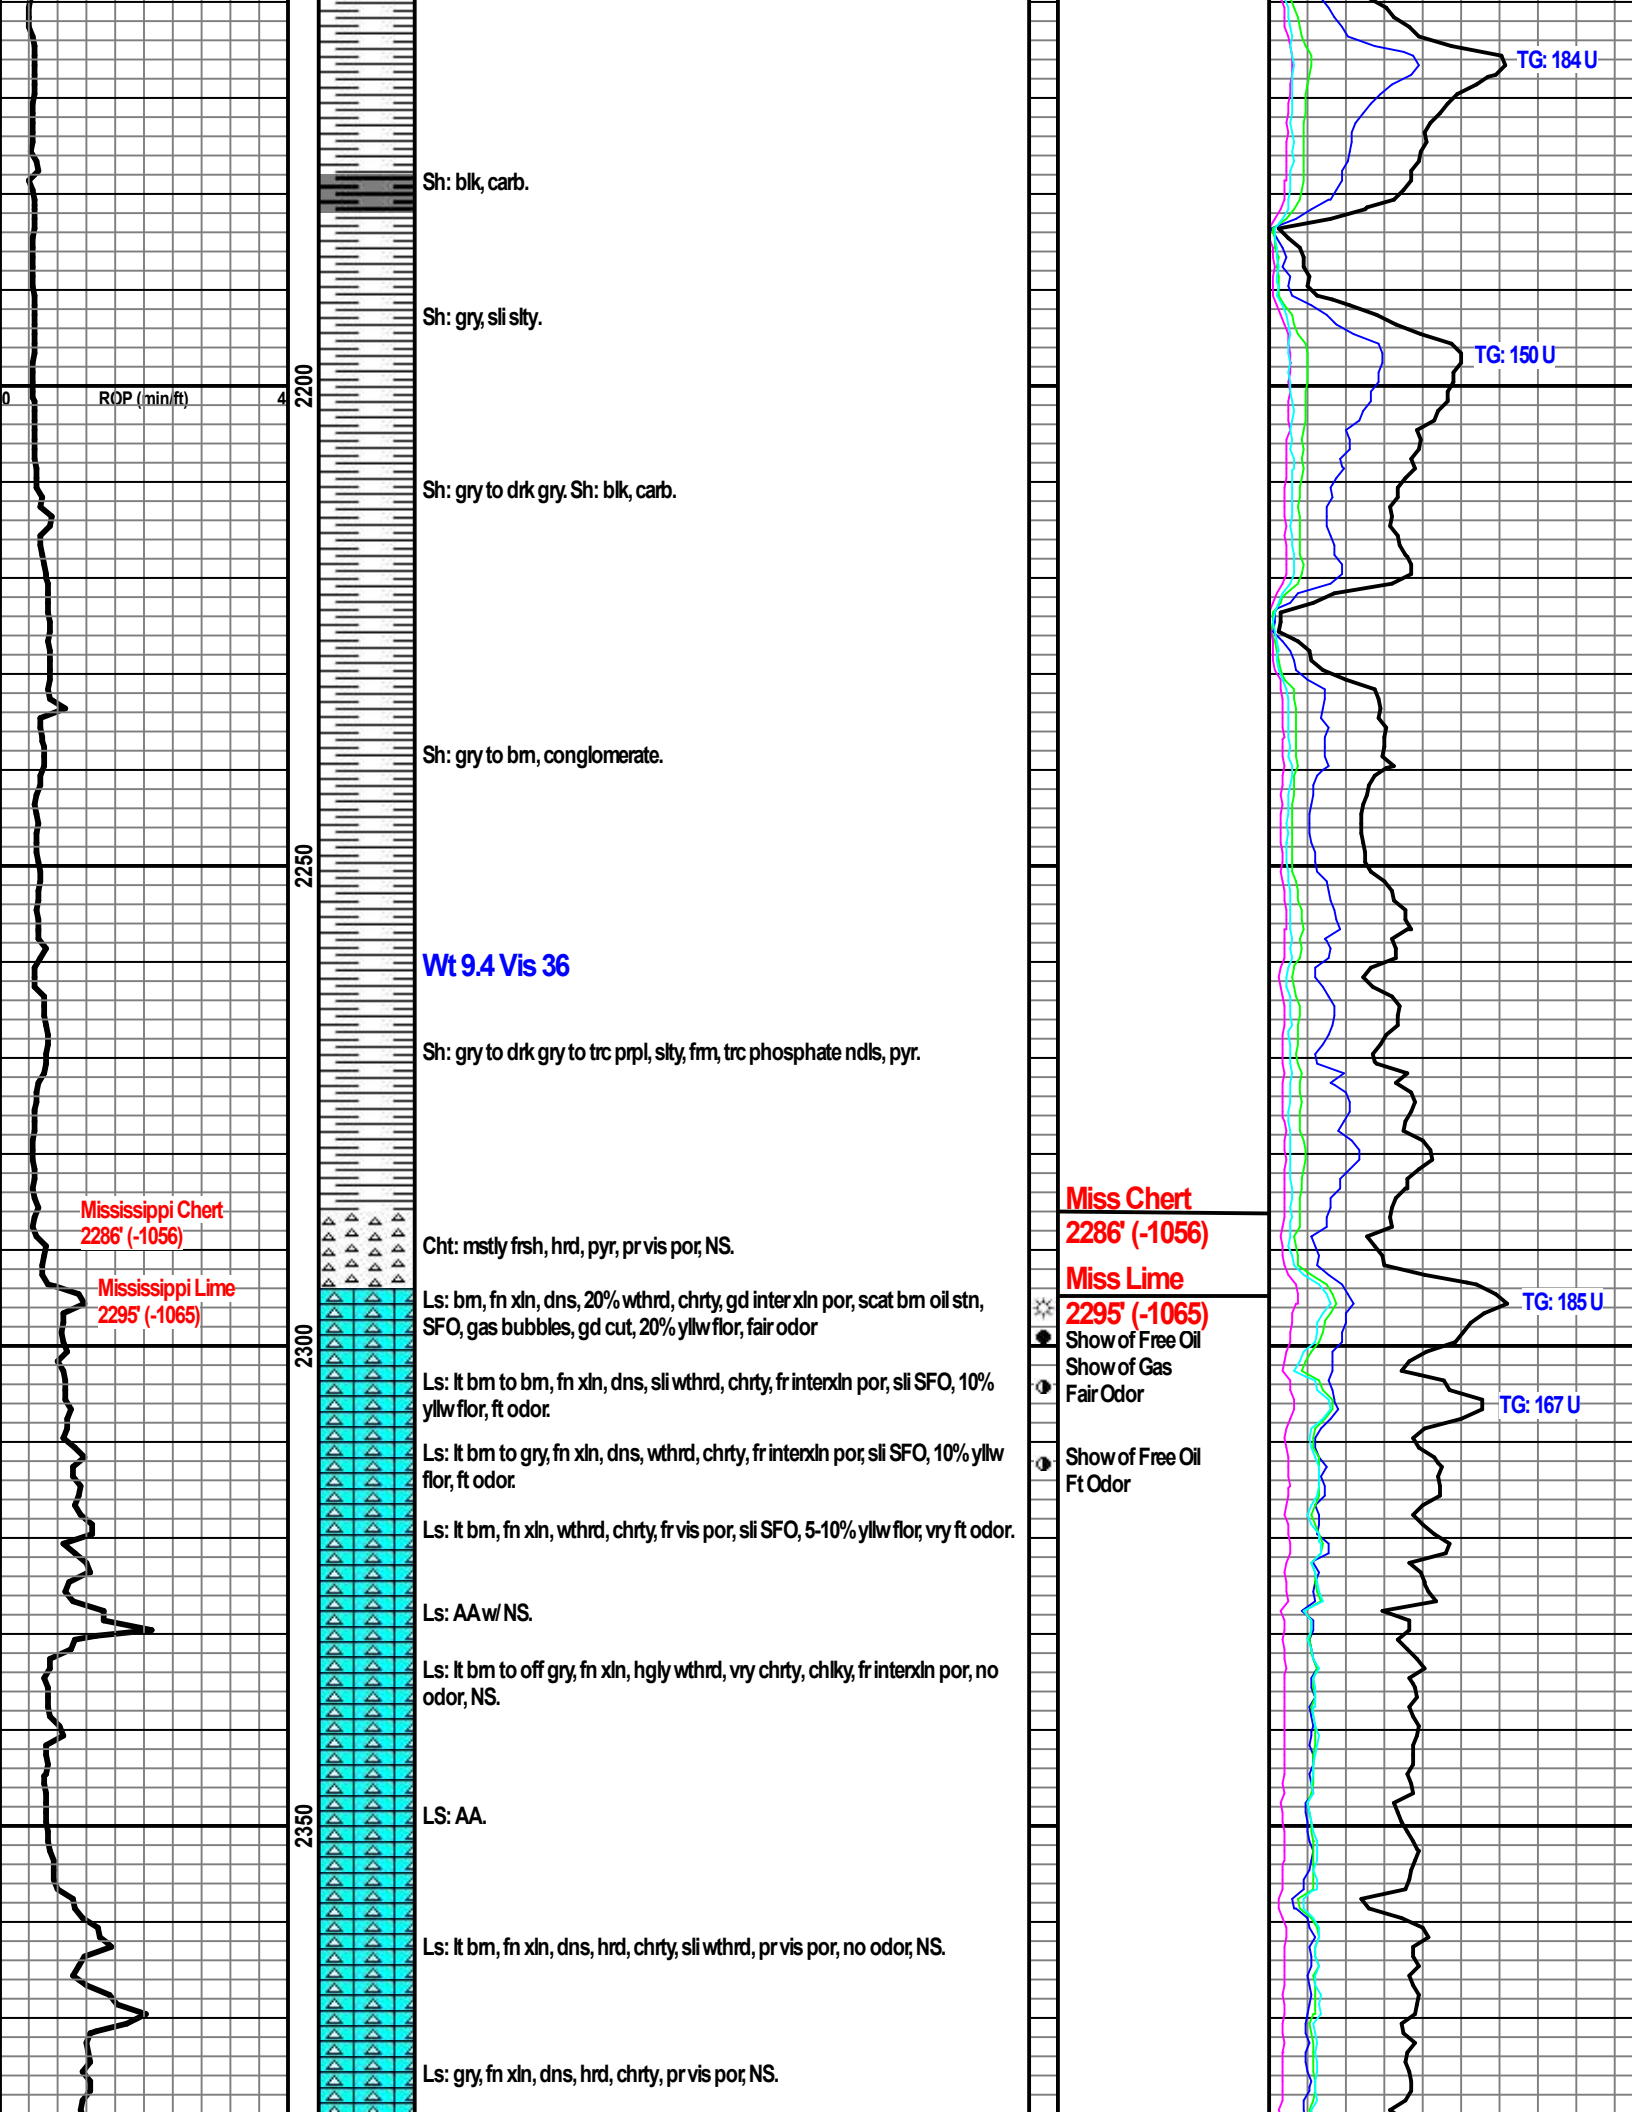 TG: 184 U
Sh: blk, carb.
Sh: gry, sli slty.
TG: 150 U
0 ROP (min/ft) 4
2200
Sh: gry to drk gry. Sh: blk, carb.
Sh: gry to brn, conglomerate.
2250
Wt 9.4 Vis 36
Sh: gry to drk gry to trc prpl, slty, frm, trc phosphate ndls, pyr.
Mississippi Chert
2286' (-1056)
Miss Chert
2286' (-1056)
Cht: mstly frsh, hrd, pyr, pr vis por, NS.
Mississippi Lime
2295' (-1065)
Miss Lime
2295' (-1065)
Ls: brn, fn xln, dns, 20% wthrd, chrty, gd inter xln por, scat brn oil stn,
SFO, gas bubbles, gd cut, 20% yllw flor, fair odor
TG: 185 U
2300
Show of Free Oil
Show of Gas
Fair Odor
Ls: lt brn to brn, fn xln, dns, sli wthrd, chrty, fr interxln por, sli SFO, 10%
yllw flor, ft odor.
TG: 167 U
Ls: lt brn to gry, fn xln, dns, wthrd, chrty, fr interxln por, sli SFO, 10% yllw
flor, ft odor.
Show of Free Oil
Ft Odor
Ls: lt brn, fn xln, wthrd, chrty, fr vis por, sli SFO, 5-10% yllw flor, vry ft odor.
Ls: AA w/ NS.
Ls: lt brn to off gry, fn xln, hgly wthrd, vry chrty, chlky, fr interxln por, no
odor, NS.
2350
LS: AA.
Ls: lt brn, fn xln, dns, hrd, chrty, sli wthrd, pr vis por, no odor, NS.
Ls: gry, fn xln, dns, hrd, chrty, pr vis por, NS.